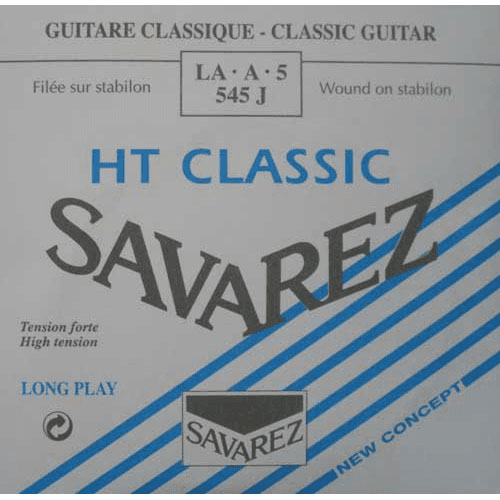 GUITARE CLASSIQUE - CLASSIC GUITAR
Filée sur stabilon
LA · A · 5
545 J
Wound on stabilon
HT CLASSIC
SAVAREZ
Tension forte
High tension
LONG PLAY
SAVAREZ
NEW CONCEPT